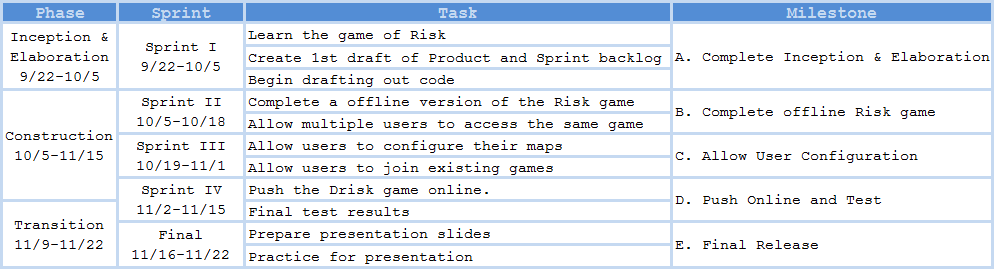 Phase Sprint Task Milestone
Inception &
Elaboration
9/22-10/5
Sprint I
9/22-10/5
Learn the game of Risk
Create 1st draft of Product and Sprint backlog
Begin drafting out code
A. Complete Inception & Elaboration
Construction
10/5-11/15
Sprint II
10/5-10/18
Complete a offline version of the Risk game
Allow multiple users to access the same game
B. Complete offline Risk game
Sprint III
10/19-11/1
Allow users to configure their maps
Allow users to join existing games
C. Allow User Configuration
Sprint IV
11/2-11/15
Push the Drisk game online.
Final test results
D. Push Online and Test
Transition
11/9-11/22
Final
11/16-11/22
Prepare presentation slides
Practice for presentation
E. Final Release